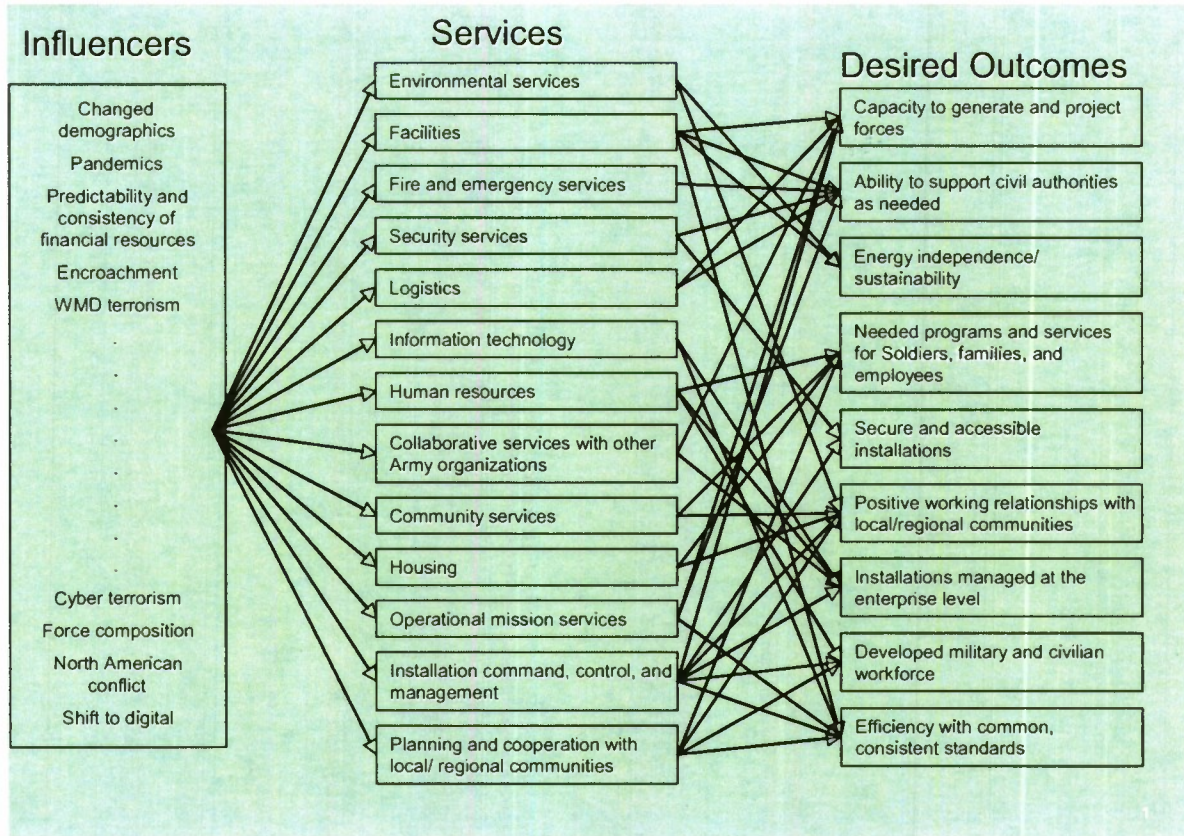 Influencers
Changed
demographics
Pandemics
Predictability and
consistency of
financial resources
Encroachment
WMD terrorism
Cyber terrorism
Force composition
North American
conflict
Shift to digital
Services
Environmental services
Facilities
Fire and emergency services
Security services
Logistics
Information technology
Human resources
Collaborative services with other
Army organizations
Community services
Housing
Operational mission services
Installation command, control, and
management
Planning and cooperation with
local/ regional communities
Desired Outcomes
Capacity to generate and project
forces
Ability to support civil authorities
as needed
Energy independence/
sustainability
Needed programs and services
for Soldiers, families, and
employees
Secure and accessible
installations
Positive working relationships with
local/regional communities
Installations managed at the
enterprise level
Developed military and civilian
workforce
Efficiency with common,
consistent standards